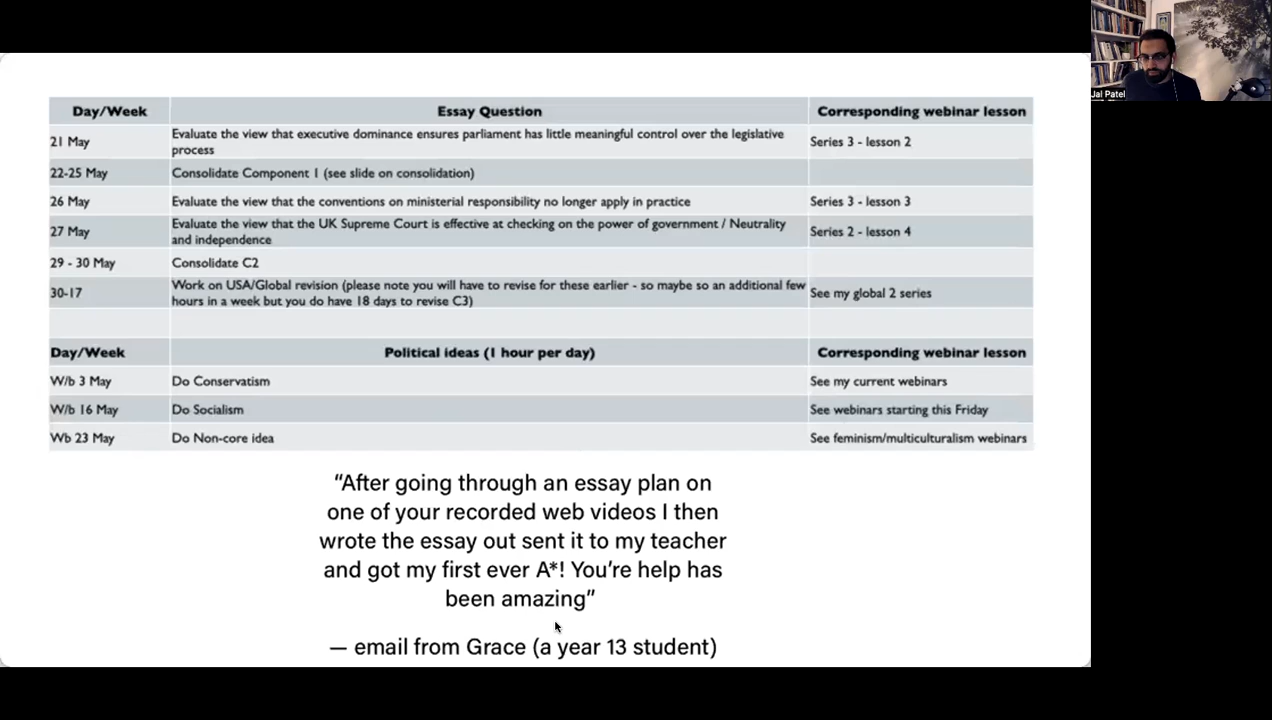 Jal Patel
Day/Week Essay Question Corresponding webinar lesson
21 May Evaluate the view that executive dominance ensures parliament has little meaningful control over the legislative
process Series 3 - lesson 2
22-25 May Consolidate Component 1 (see slide on consolidation)
26 May Evaluate the view that the conventions on ministerial responsibility no longer apply in practice Series 3 - lesson 3
27 May Evaluate the view that the UK Supreme Court is effective at checking on the power of government / Neutrality
and independence Series 2 - lesson 4
29 - 30 May Consolidate C2
30-17 Work on USA/Global revision (please note you will have to revise for these earlier - so maybe so an additional few
hours in a week but you do have 18 days to revise C3) See my global 2 series
Day/Week Political ideas (1 hour per day) Corresponding webinar lesson
W/b 3 May Do Conservatism See my current webinars
W/b 16 May Do Socialism See webinars starting this Friday
Wb 23 May Do Non-core idea See feminism/multiculturalism webinars
“After going through an essay plan on
one of your recorded web videos I then
wrote the essay out sent it to my teacher
and got my first ever A*! You’re help has
been amazing”
— email from Grace (a year 13 student)